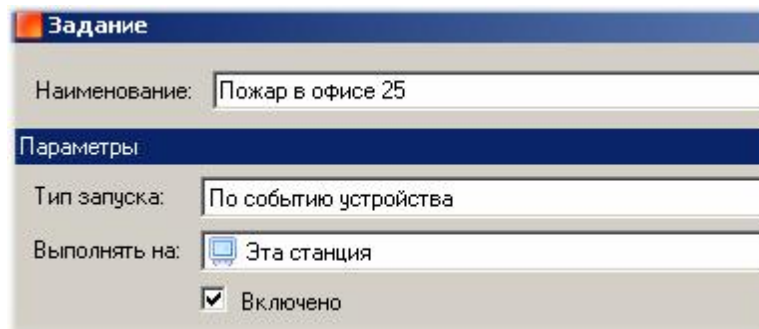 Задание
Наименование: Пожар в офисе 25
Параметры
Тип запуска: По событию устройства
Выполнять на: Эта станция
Включено